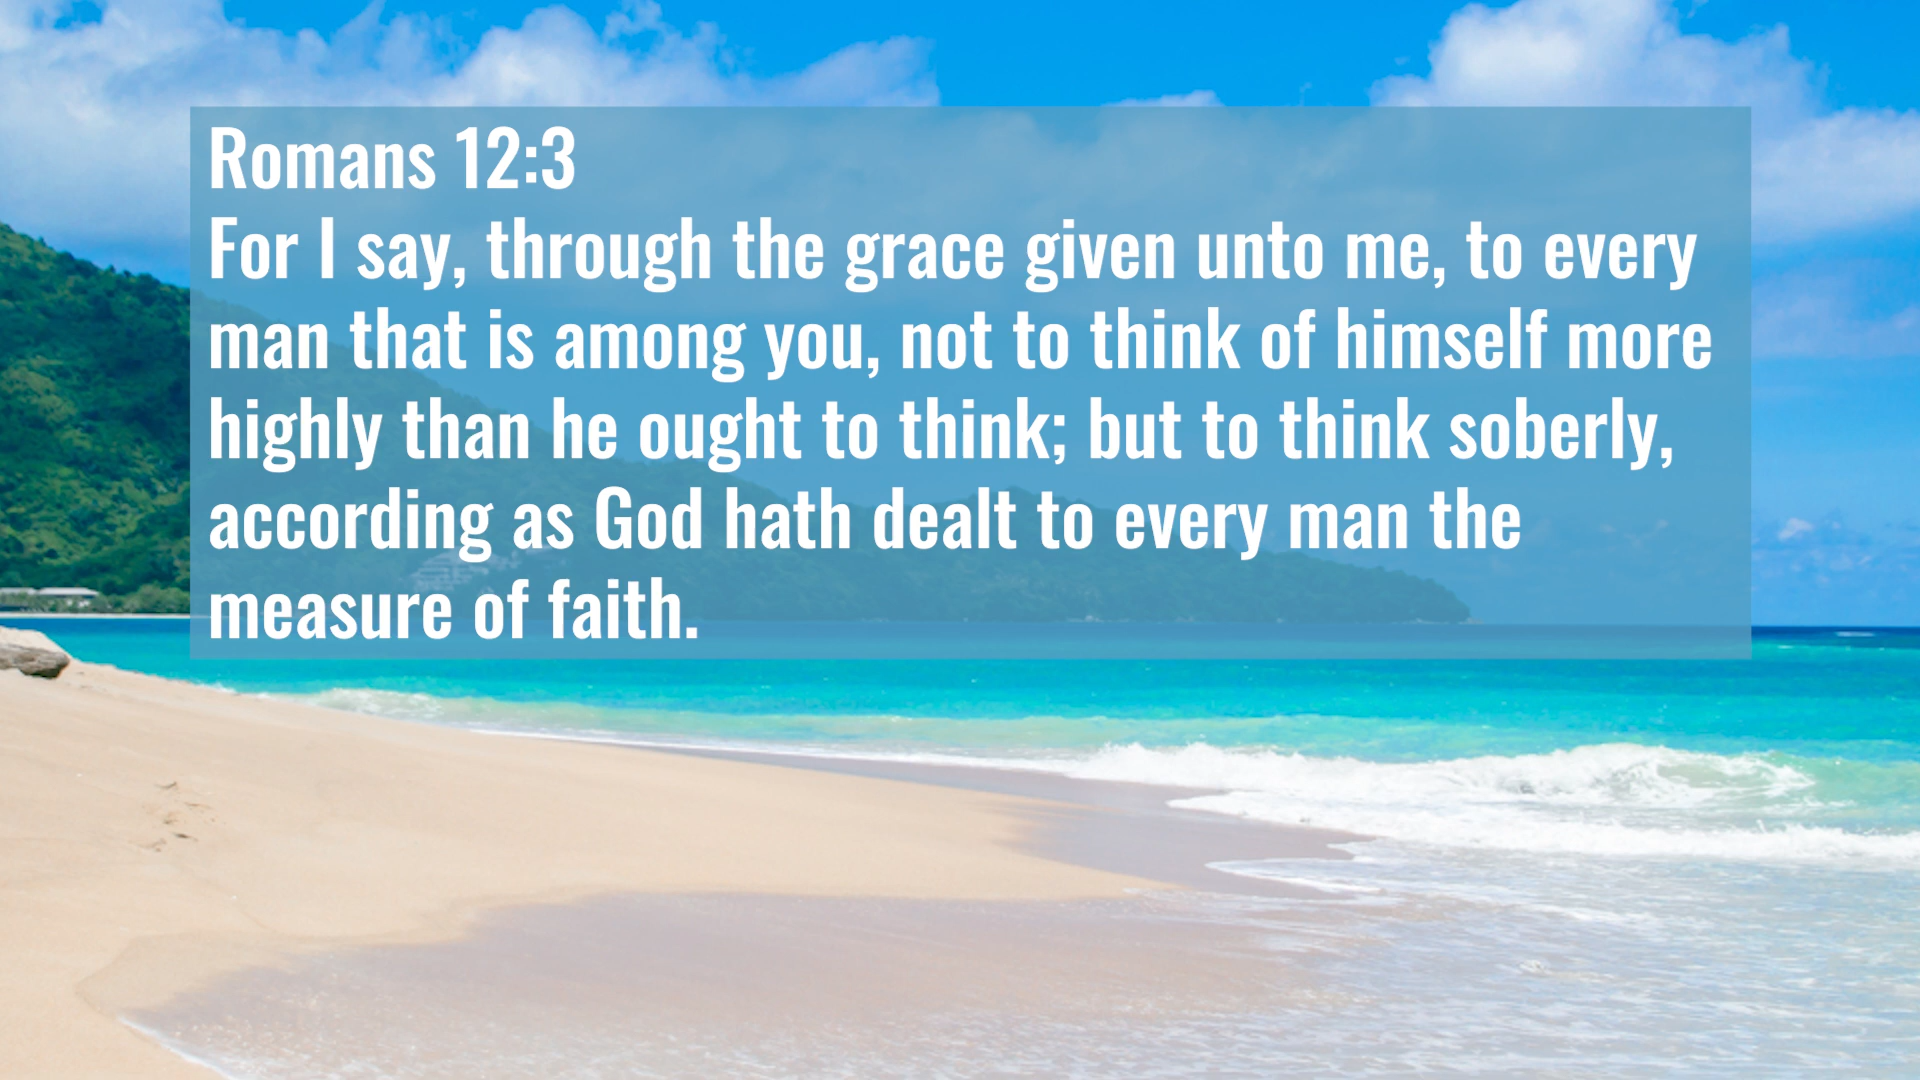 Romans 12:3
For I say, through the grace given unto me, to every
man that is among you, not to think of himself more
highly than he ought to think; but to think soberly,
according as God hath dealt to every man the
measure of faith.